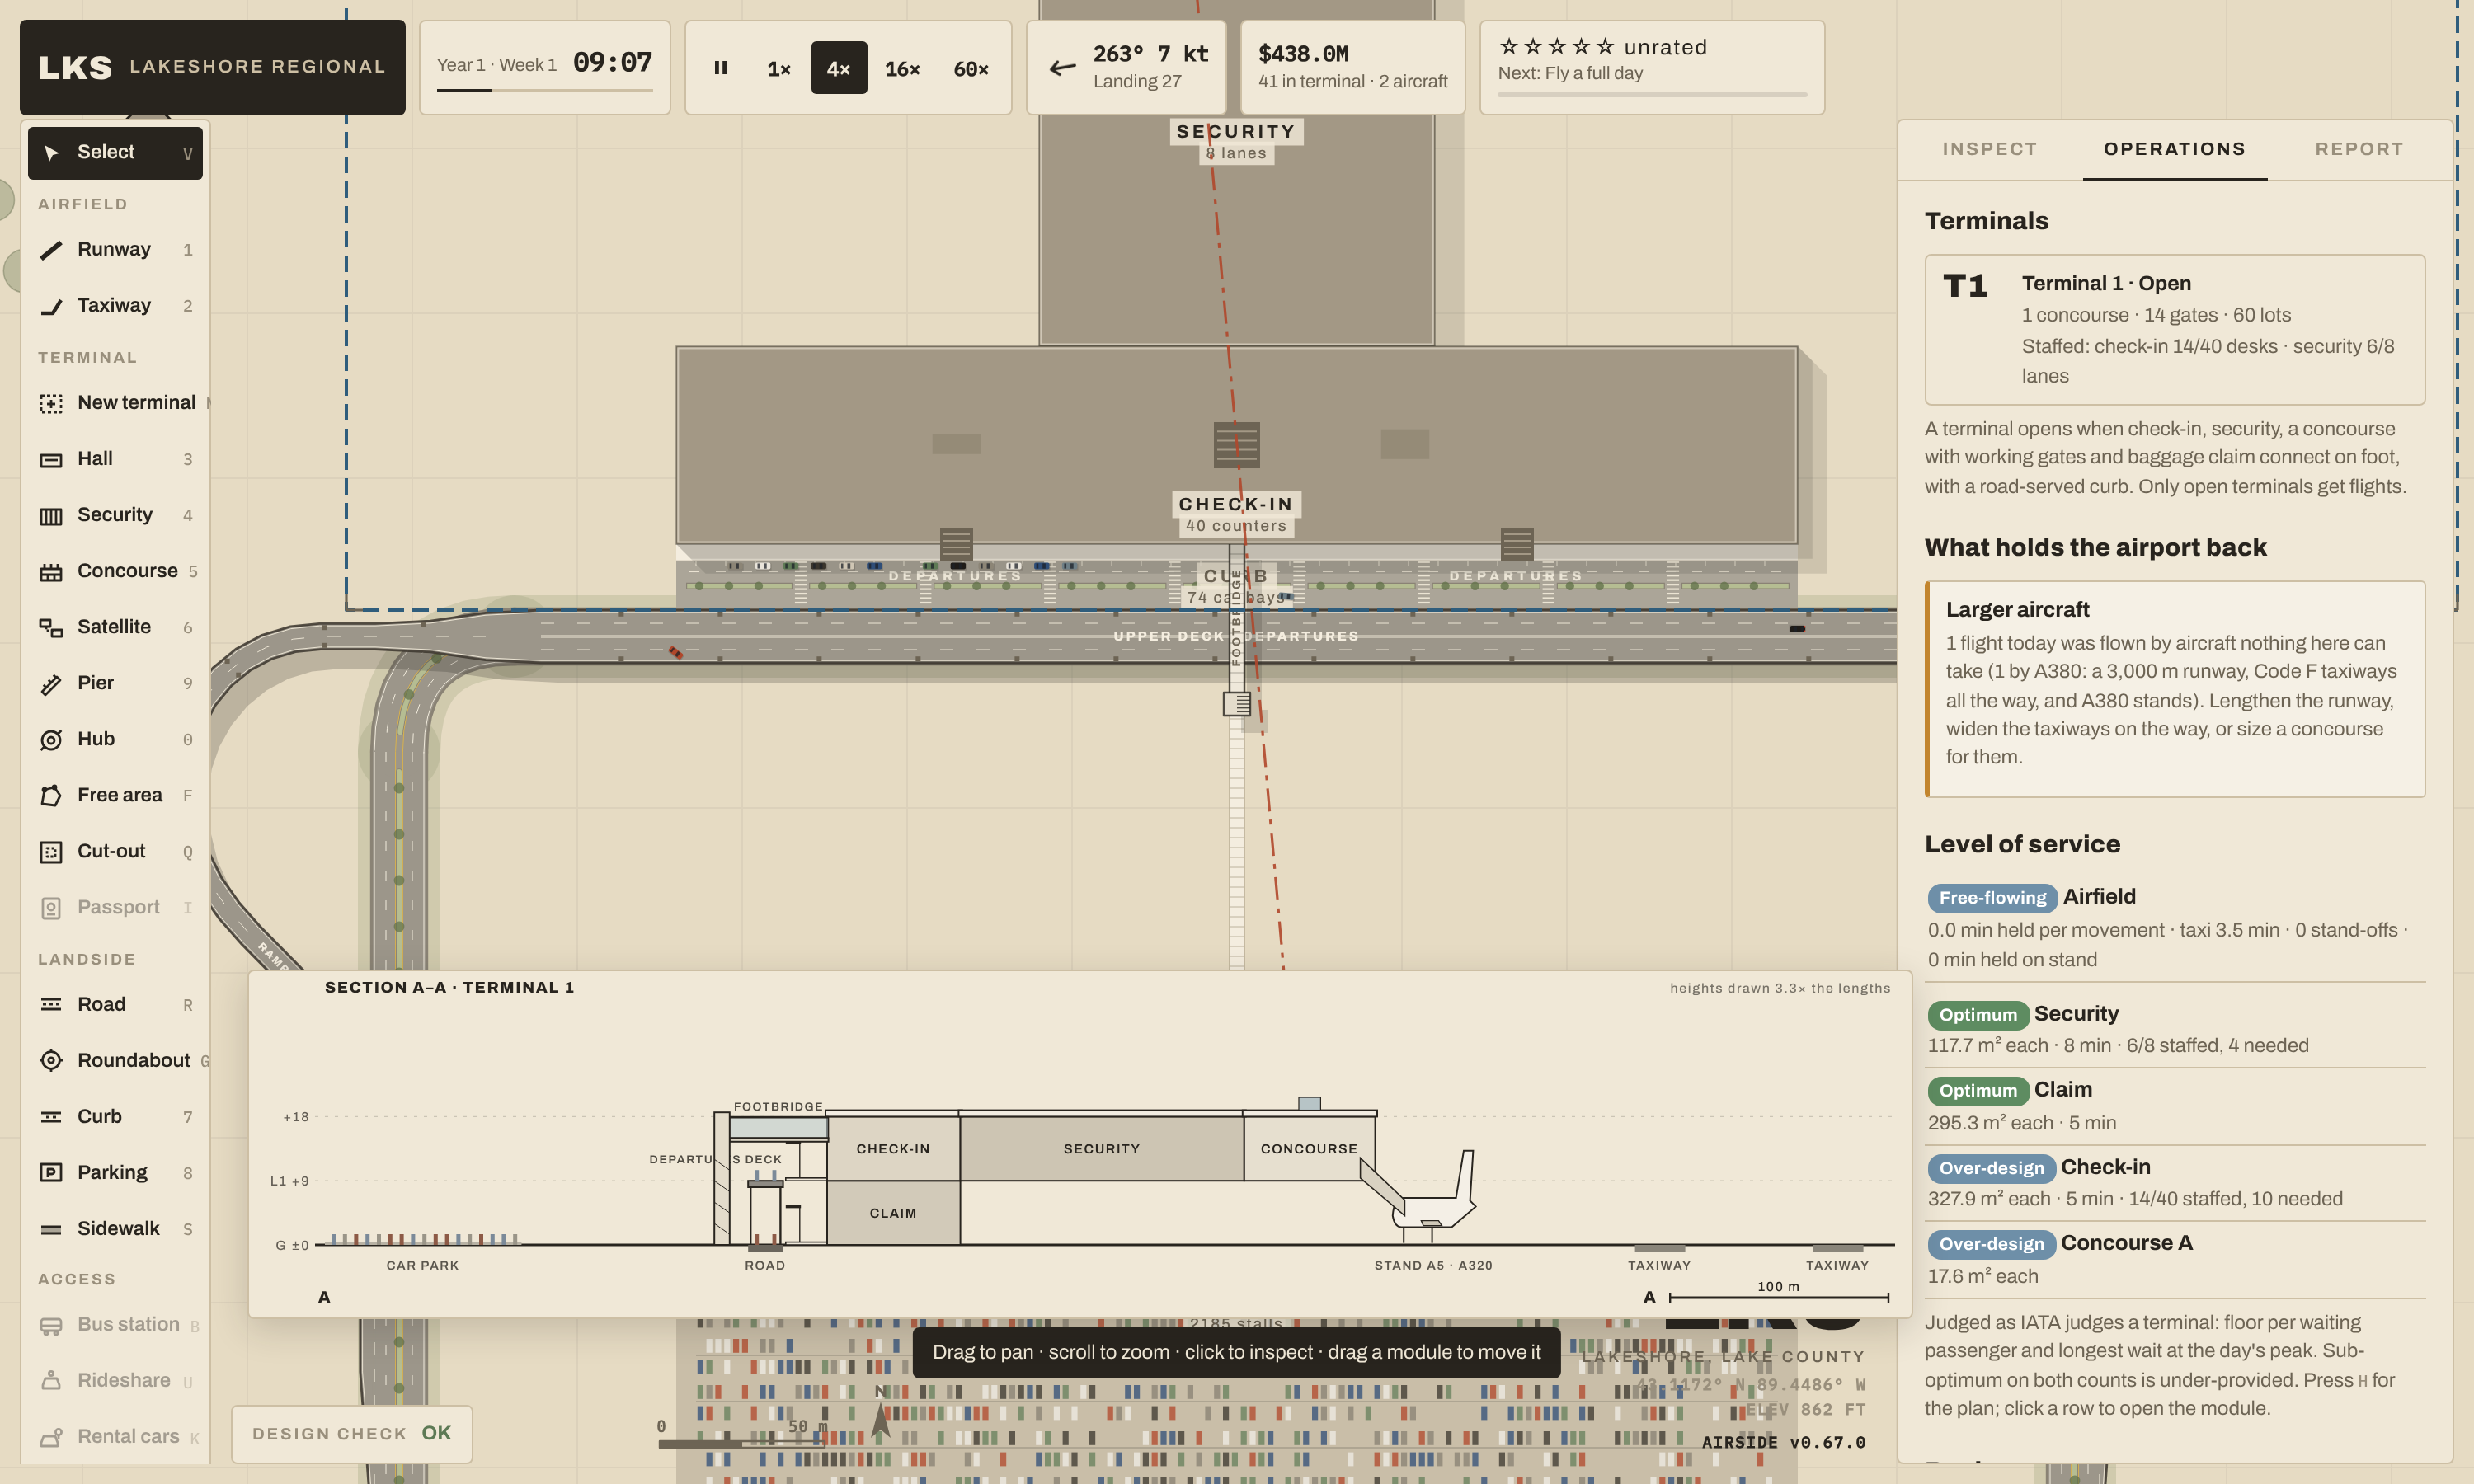 LKS LAKESHORE REGIONAL
Year 1 · Week 1 09:07
1× 4× 16× 60×
263° 7 kt
Landing 27
$438.0M
41 in terminal · 2 aircraft
☆☆☆☆☆ unrated
Next: Fly a full day
Select V
AIRFIELD
Runway 1
Taxiway 2
TERMINAL
New terminal
Hall 3
Security 4
Concourse 5
Satellite 6
Pier 9
Hub 0
Free area F
Cut-out Q
Passport I
LANDSIDE
Road R
Roundabout G
Curb 7
Parking 8
Sidewalk S
ACCESS
Bus station B
Rideshare U
Rental cars K
SECURITY
8 lanes
CHECK-IN
40 counters
DEPARTURES
DEPARTURES
74
bays
FOOTBRIDGE
UPPER DECK DEPARTURES
RAMP
SECTION A–A · TERMINAL 1
heights drawn 3.3× the lengths
+18
L1 +9
G ±0
FOOTBRIDGE
DECK
CHECK-IN
SECURITY
CONCOURSE
CLAIM
CAR PARK
ROAD
STAND A5 · A320
TAXIWAY
TAXIWAY
A
A
100 m
2185 stalls
Drag to pan · scroll to zoom · click to inspect · drag a module to move it
LAKESHORE, LAKE COUNTY
43.1172° N 89.4486° W
ELEV 862 FT
AIRSIDE v0.67.0
N
0 50 m
DESIGN CHECK OK
INSPECT OPERATIONS REPORT
Terminals
T1
Terminal 1 · Open
1 concourse · 14 gates · 60 lots
Staffed: check-in 14/40 desks · security 6/8
lanes
A terminal opens when check-in, security, a concourse
with working gates and baggage claim connect on foot,
with a road-served curb. Only open terminals get flights.
What holds the airport back
Larger aircraft
1 flight today was flown by aircraft nothing here can
take (1 by A380: a 3,000 m runway, Code F taxiways
all the way, and A380 stands). Lengthen the runway,
widen the taxiways on the way, or size a concourse
for them.
Level of service
Free-flowing Airfield
0.0 min held per movement · taxi 3.5 min · 0 stand-offs ·
0 min held on stand
Optimum Security
117.7 m² each · 8 min · 6/8 staffed, 4 needed
Optimum Claim
295.3 m² each · 5 min
Over-design Check-in
327.9 m² each · 5 min · 14/40 staffed, 10 needed
Over-design Concourse A
17.6 m² each
Judged as IATA judges a terminal: floor per waiting
passenger and longest wait at the day's peak. Sub-
optimum on both counts is under-provided. Press H for
the plan; click a row to open the module.